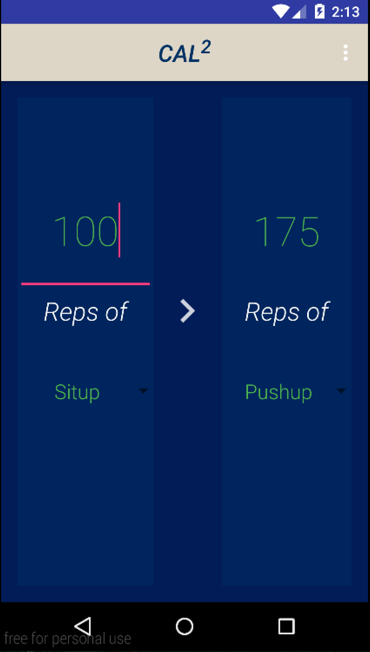 2:13
CAL²
100 175
Reps of Reps of
Situp Pushup
free for personal use